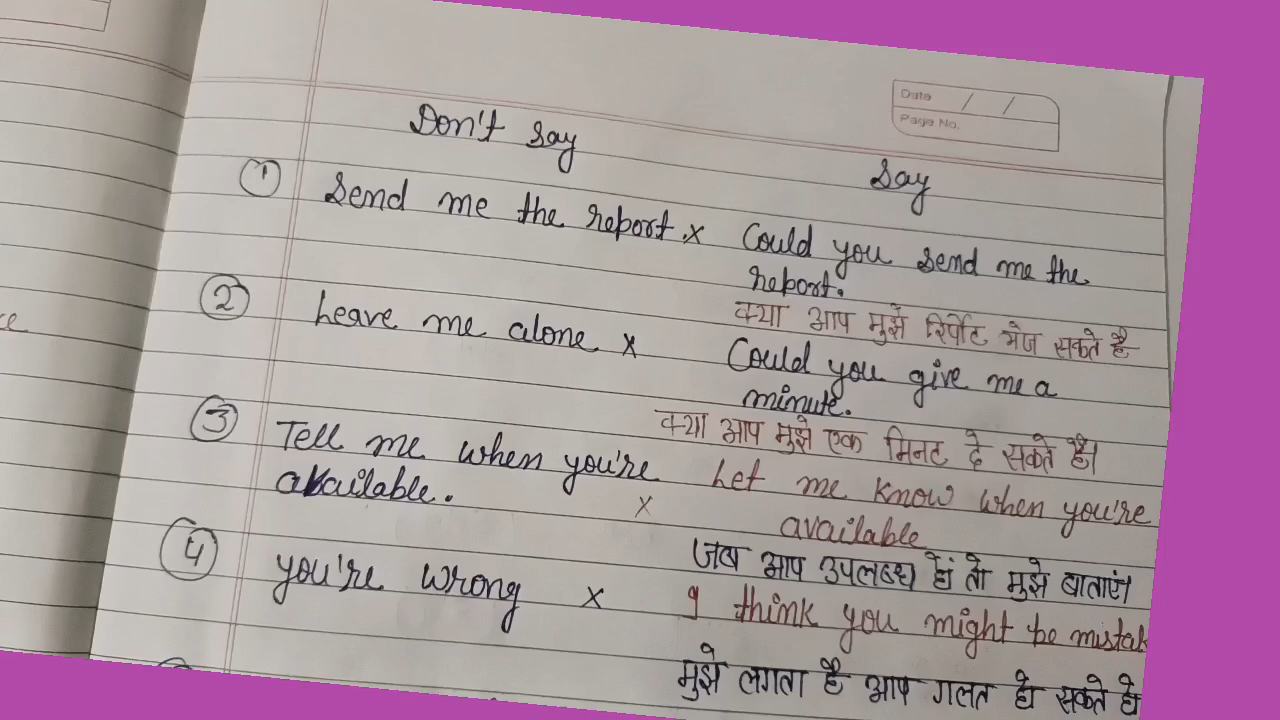 Date / /
Page No.
Don't say
Say
① Send me the report. × Could you send me the
report.
क्या आप मुझे रिर्पोट भेज सकते है
② Leave me alone × Could you give me a
minute.
क्या आप मुझे एक मिनट दे सकते है।
③ Tell me when you're Let me know when you're
available. × available
जब आप उपलब्ध हों तो मुझे बाताएं।
④ you're wrong × I think you might be mistak
मुझे लगता है आप गलत हो सकते हो